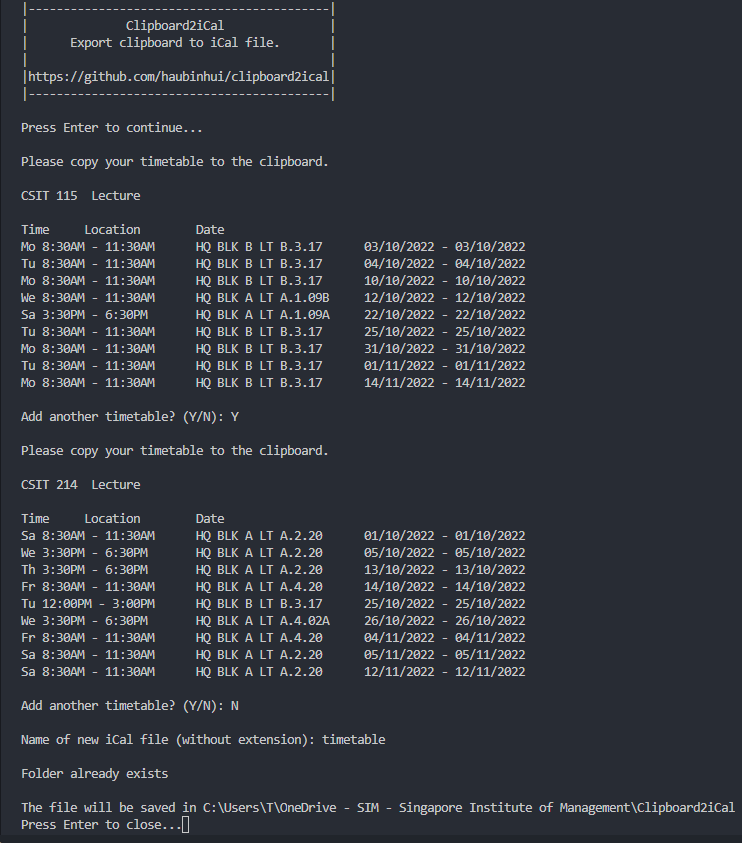 |-------------------------------------------|
|              Clipboard2iCal               |
|      Export clipboard to iCal file.       |
|                                           |
|https://github.com/haubinhui/clipboard2ical|
|-------------------------------------------|
Press Enter to continue...
Please copy your timetable to the clipboard.
CSIT 115  Lecture
Time     Location        Date
Mo 8:30AM - 11:30AM      HQ BLK B LT B.3.17      03/10/2022 - 03/10/2022
Tu 8:30AM - 11:30AM      HQ BLK B LT B.3.17      04/10/2022 - 04/10/2022
Mo 8:30AM - 11:30AM      HQ BLK B LT B.3.17      10/10/2022 - 10/10/2022
We 8:30AM - 11:30AM      HQ BLK A LT A.1.09B     12/10/2022 - 12/10/2022
Sa 3:30PM - 6:30PM       HQ BLK A LT A.1.09A     22/10/2022 - 22/10/2022
Tu 8:30AM - 11:30AM      HQ BLK B LT B.3.17      25/10/2022 - 25/10/2022
Mo 8:30AM - 11:30AM      HQ BLK B LT B.3.17      31/10/2022 - 31/10/2022
Tu 8:30AM - 11:30AM      HQ BLK B LT B.3.17      01/11/2022 - 01/11/2022
Mo 8:30AM - 11:30AM      HQ BLK B LT B.3.17      14/11/2022 - 14/11/2022
Add another timetable? (Y/N): Y
Please copy your timetable to the clipboard.
CSIT 214  Lecture
Time     Location        Date
Sa 8:30AM - 11:30AM      HQ BLK A LT A.2.20      01/10/2022 - 01/10/2022
We 3:30PM - 6:30PM       HQ BLK A LT A.2.20      05/10/2022 - 05/10/2022
Th 3:30PM - 6:30PM       HQ BLK A LT A.2.20      13/10/2022 - 13/10/2022
Fr 8:30AM - 11:30AM      HQ BLK A LT A.4.20      14/10/2022 - 14/10/2022
Tu 12:00PM - 3:00PM      HQ BLK B LT B.3.17      25/10/2022 - 25/10/2022
We 3:30PM - 6:30PM       HQ BLK A LT A.4.02A     26/10/2022 - 26/10/2022
Fr 8:30AM - 11:30AM      HQ BLK A LT A.4.20      04/11/2022 - 04/11/2022
Sa 8:30AM - 11:30AM      HQ BLK A LT A.2.20      05/11/2022 - 05/11/2022
Sa 8:30AM - 11:30AM      HQ BLK A LT A.2.20      12/11/2022 - 12/11/2022
Add another timetable? (Y/N): N
Name of new iCal file (without extension): timetable
Folder already exists
The file will be saved in C:\Users\T\OneDrive - SIM - Singapore Institute of Management\Clipboard2iCal
Press Enter to close...